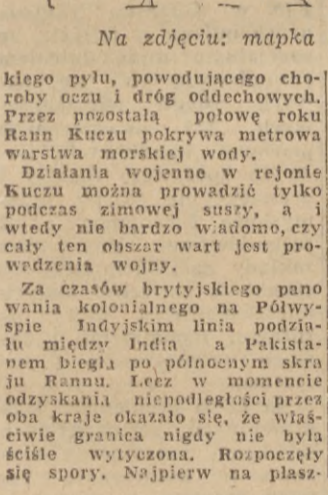 Na zdjęciu: mapka
kiego pyłu, powodującego cho-
roby oczu i dróg oddechowych.
Przez pozostałą połowę roku
Rann Kuczu pokrywa metrowa
warstwa morskiej wody.
Działania wojenne w rejonie
Kuczu można prowadzić tylko
podczas zimowej suszy, a i
wtedy nie bardzo wiadomo, czy
cały ten obszar wart jest pro-
wadzenia wojny.
Za czasów brytyjskiego pano
wania kolonialnego na Półwy-
spie Indyjskim linia podzia-
łu między India a Pakista-
nem biegła po północnym skra
ju Rannu. Lecz w momencie
odzyskania niepodległości przez
oba kraje okazało się, że właś-
ciwie granica nigdy nie była
ściśle wytyczona. Rozpoczęły
się spory. Najpierw na płasz-